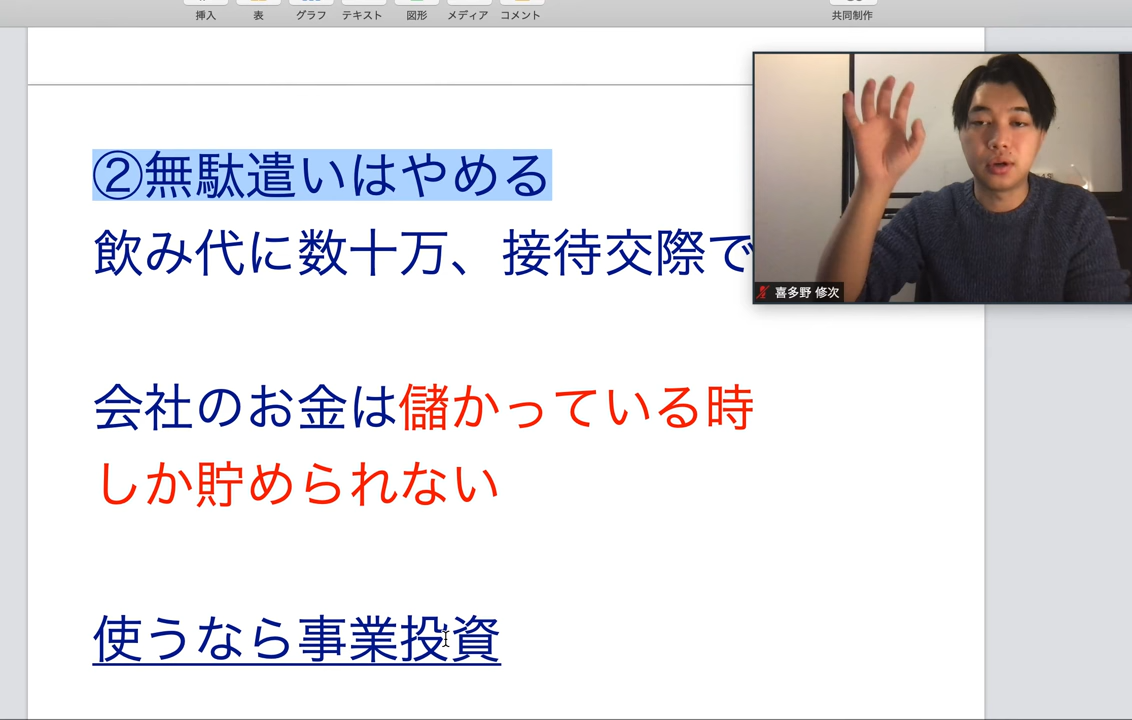 挿入 表 グラフ テキスト 図形 メディア コメント 共同制作
②無駄遣いはやめる
飲み代に数十万、接待交際で
喜多野 修次
会社のお金は儲かっている時
しか貯められない
使うなら事業投資